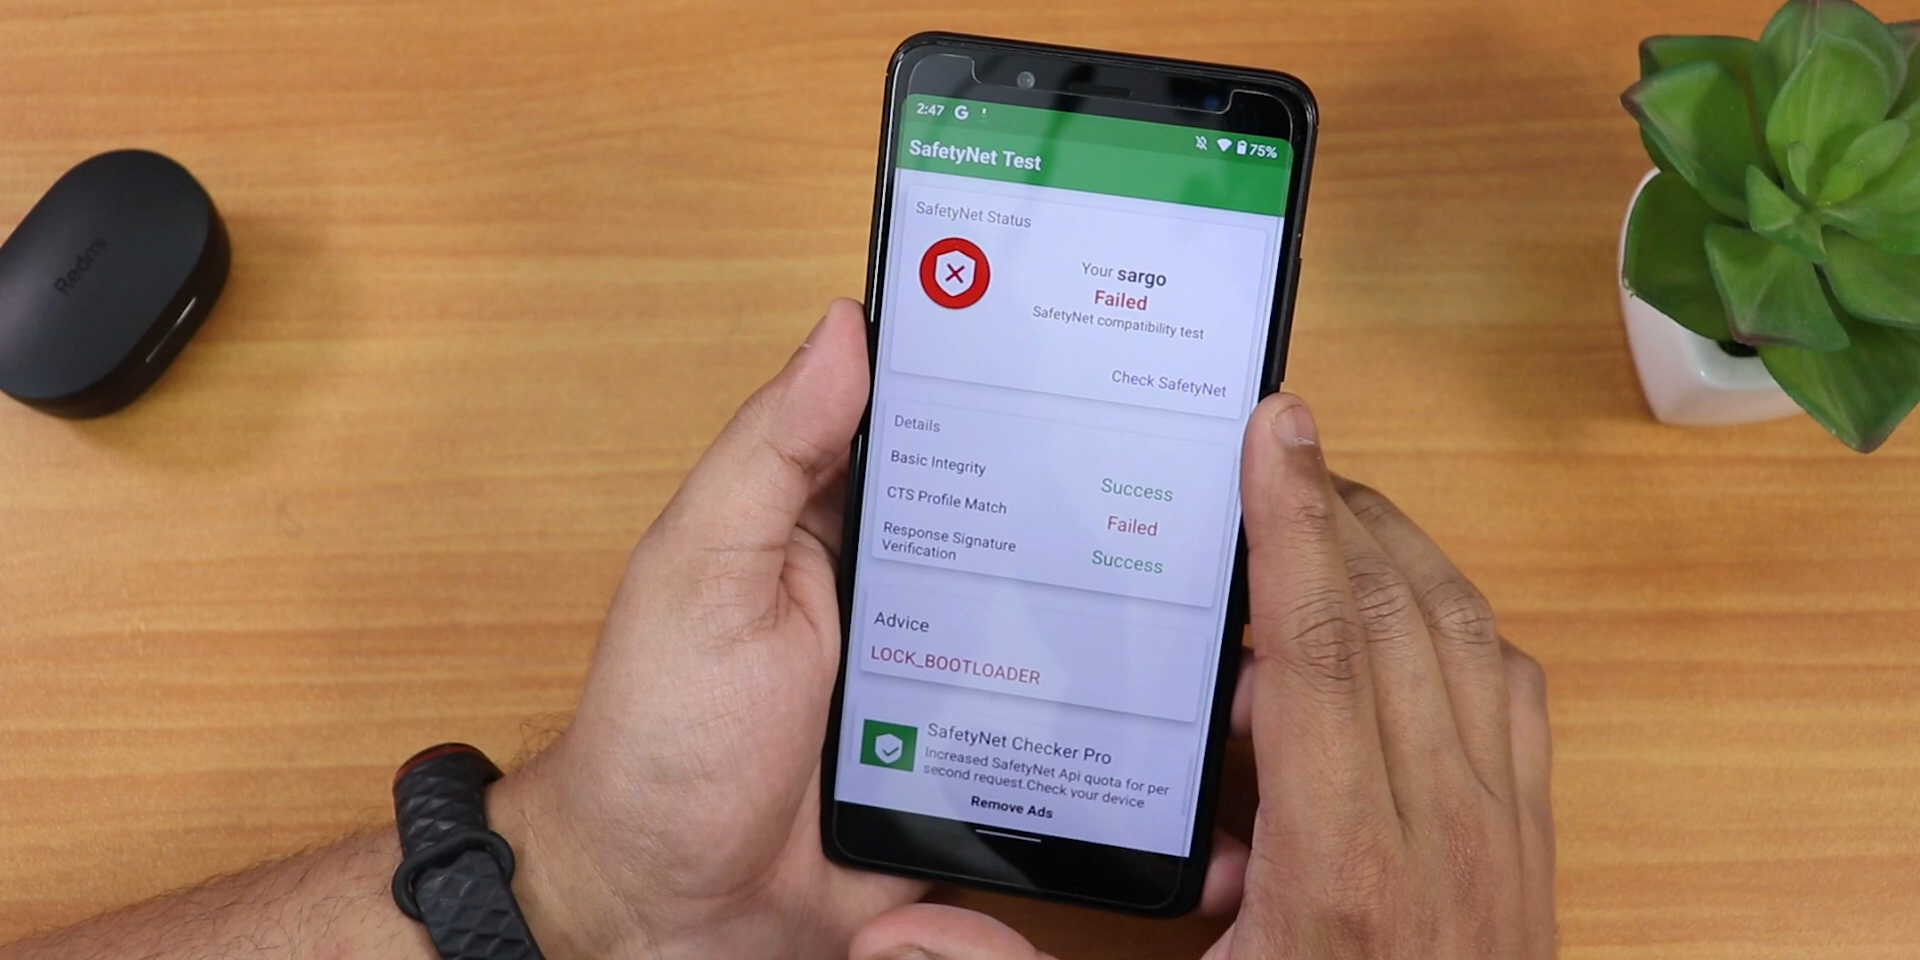 Redmi
2:47 G
75%
SafetyNet Test
SafetyNet Status
Your sargo
Failed
SafetyNet compatibility test
Check SafetyNet
Details
Basic Integrity
Success
CTS Profile Match
Failed
Response Signature
Verification
Success
Advice
LOCK_BOOTLOADER
SafetyNet Checker Pro
Increased SafetyNet Api quota for per
second request.Check your device
Remove Ads